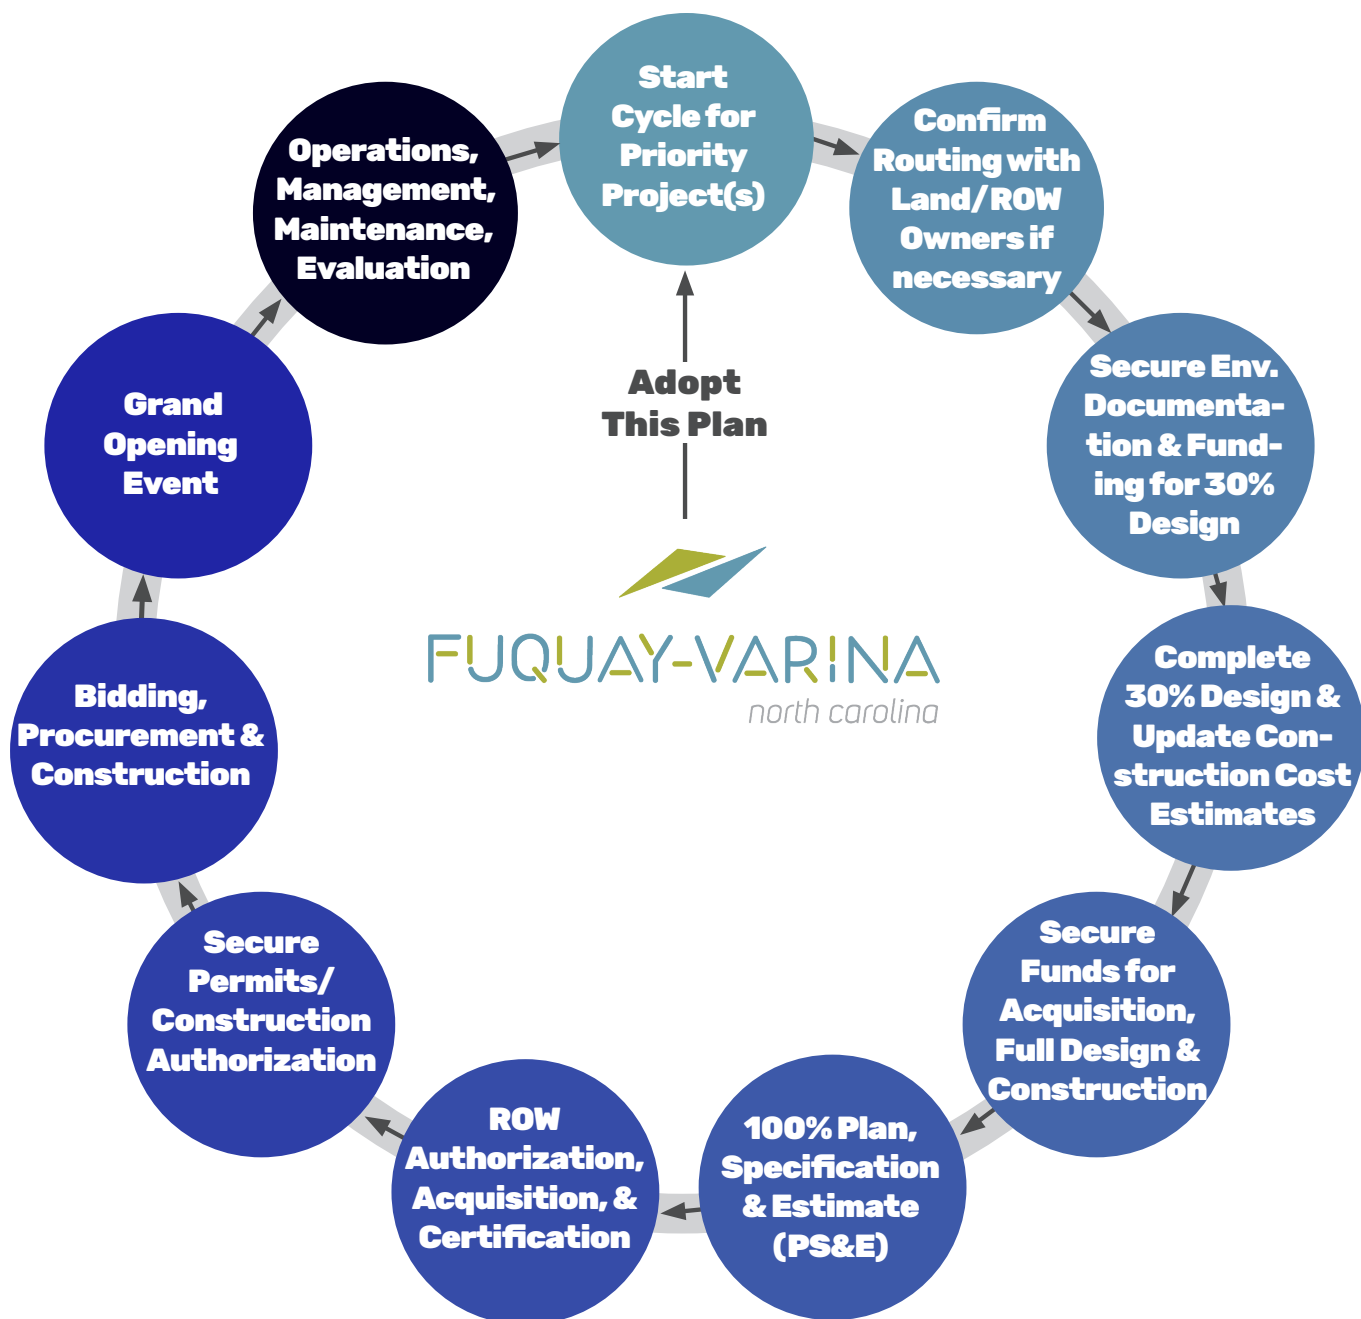 Start
Cycle for
Priority
Project(s)
Confirm
Routing with
Land/ROW
Owners if
necessary
Secure Env.
Documenta-
tion & Fund-
ing for 30%
Design
Complete
30% Design &
Update Con-
struction Cost
Estimates
Secure
Funds for
Acquisition,
Full Design &
Construction
100% Plan,
Specification
& Estimate
(PS&E)
ROW
Authorization,
Acquisition, &
Certification
Secure
Permits/
Construction
Authorization
Bidding,
Procurement &
Construction
Grand
Opening
Event
Operations,
Management,
Maintenance,
Evaluation
Adopt
This Plan
FUQUAY-VARINA
north carolina